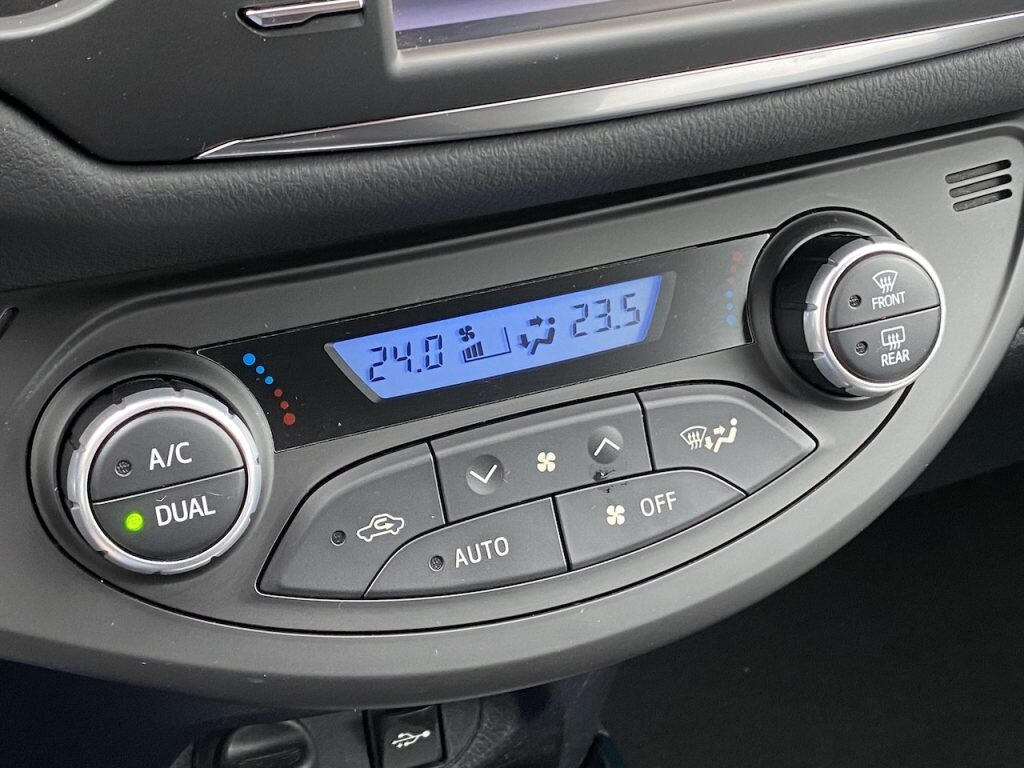 24.0 23.5
FRONT
REAR
A/C
DUAL
AUTO
OFF